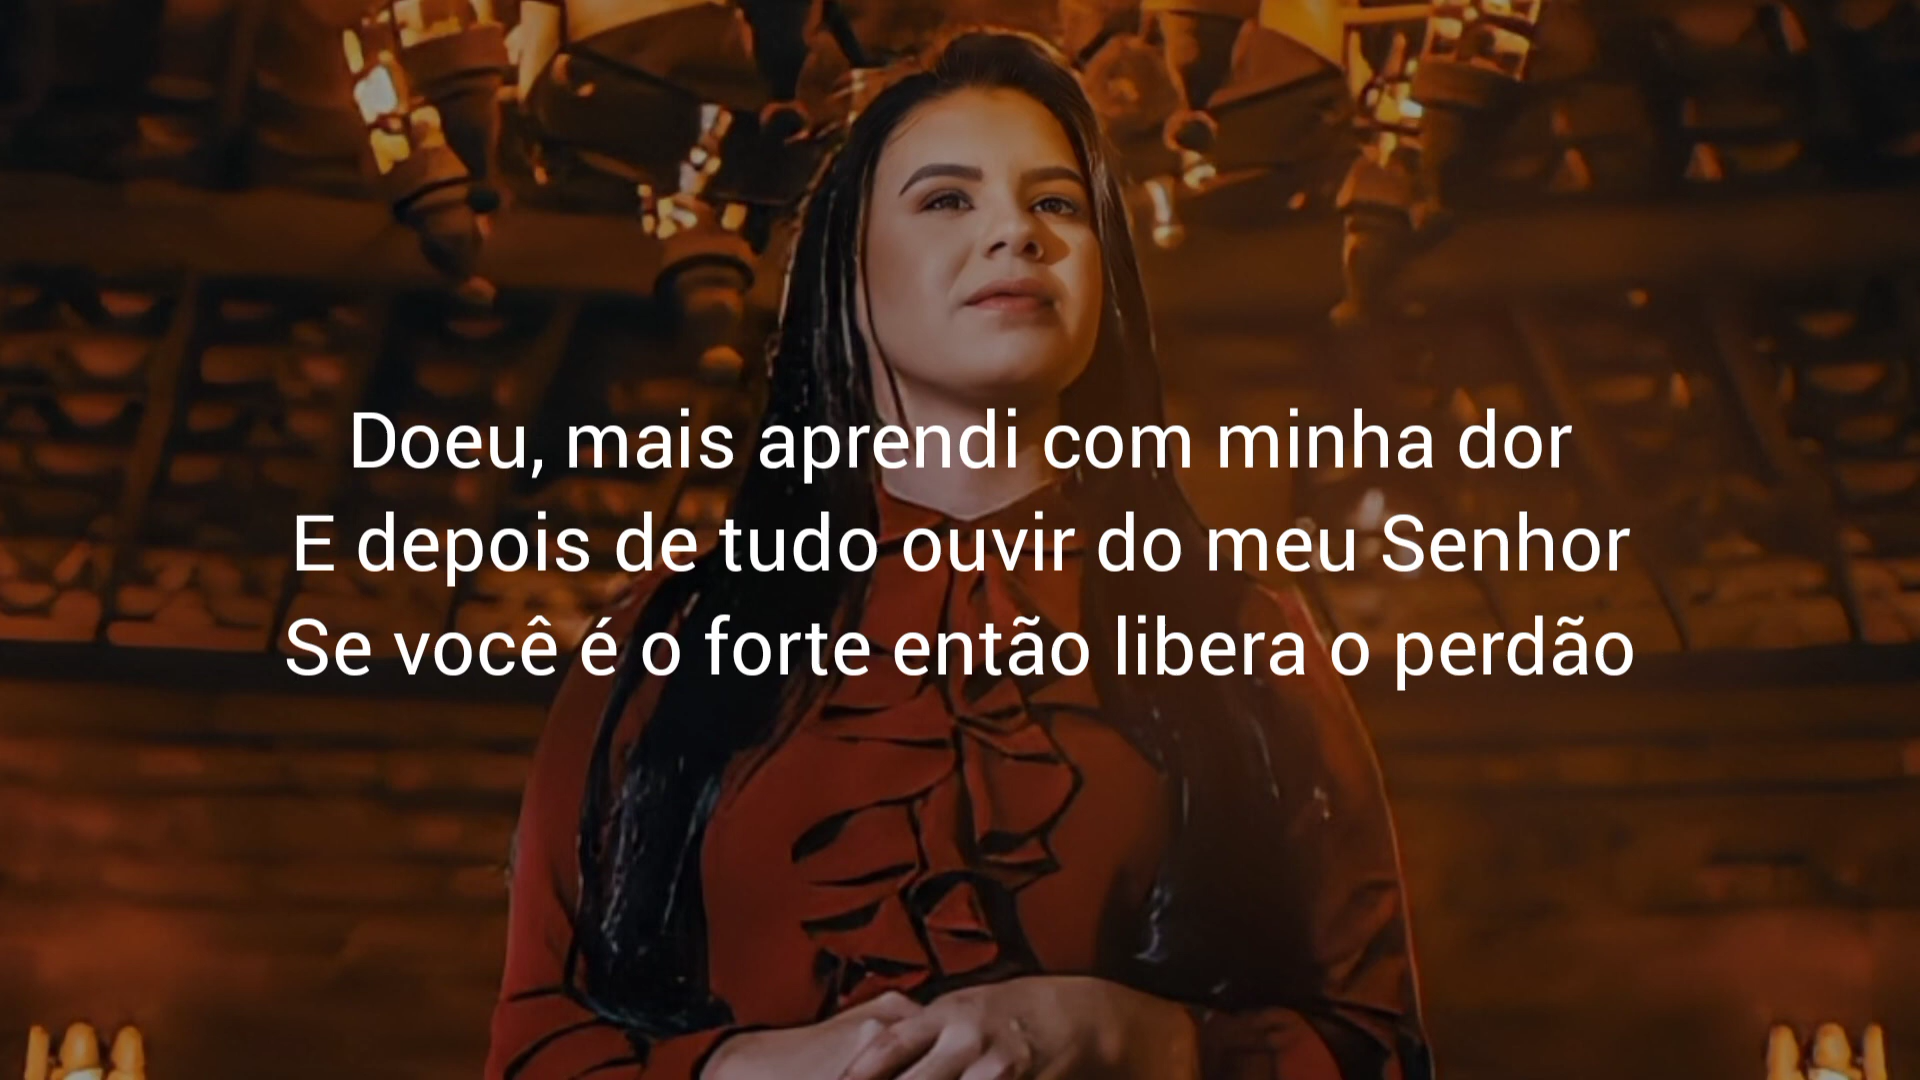 Doeu, mais aprendi com minha dor
E depois de tudo ouvir do meu Senhor
Se você é o forte então libera o perdão